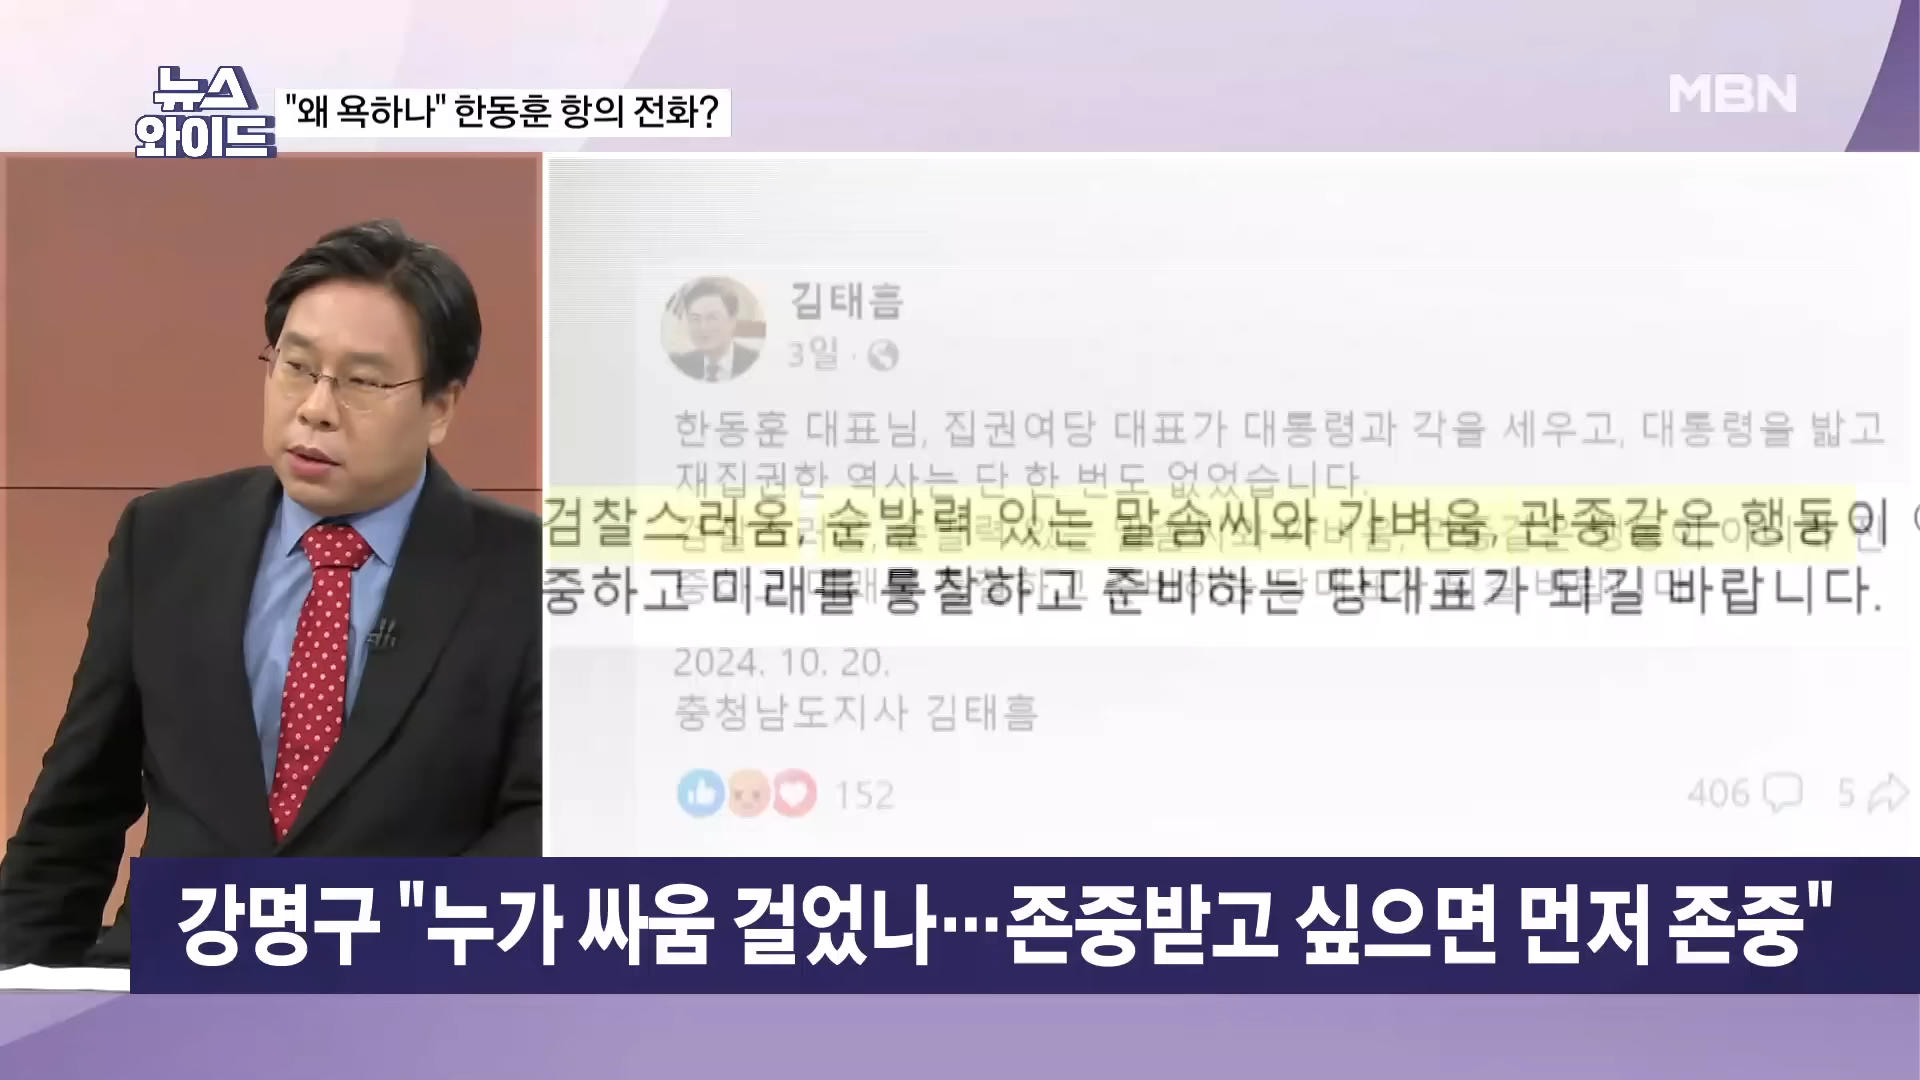 뉴스
와이드
"왜 욕하나" 한동훈 항의 전화?
MBN
김태흠
3일 ·
한동훈 대표님, 집권여당 대표가 대통령과 각을 세우고, 대통령을 밟고
재집권한 역사는 단 한 번도 없었습니다.
검찰스러움, 순발력 있는 말솜씨와 가벼움, 관종같은 행동이
중하고 미래를 통찰하고 준비하는 당대표가 되길 바랍니다.
2024. 10. 20.
충청남도지사 김태흠
152
406
5
강명구 "누가 싸움 걸었나…존중받고 싶으면 먼저 존중"